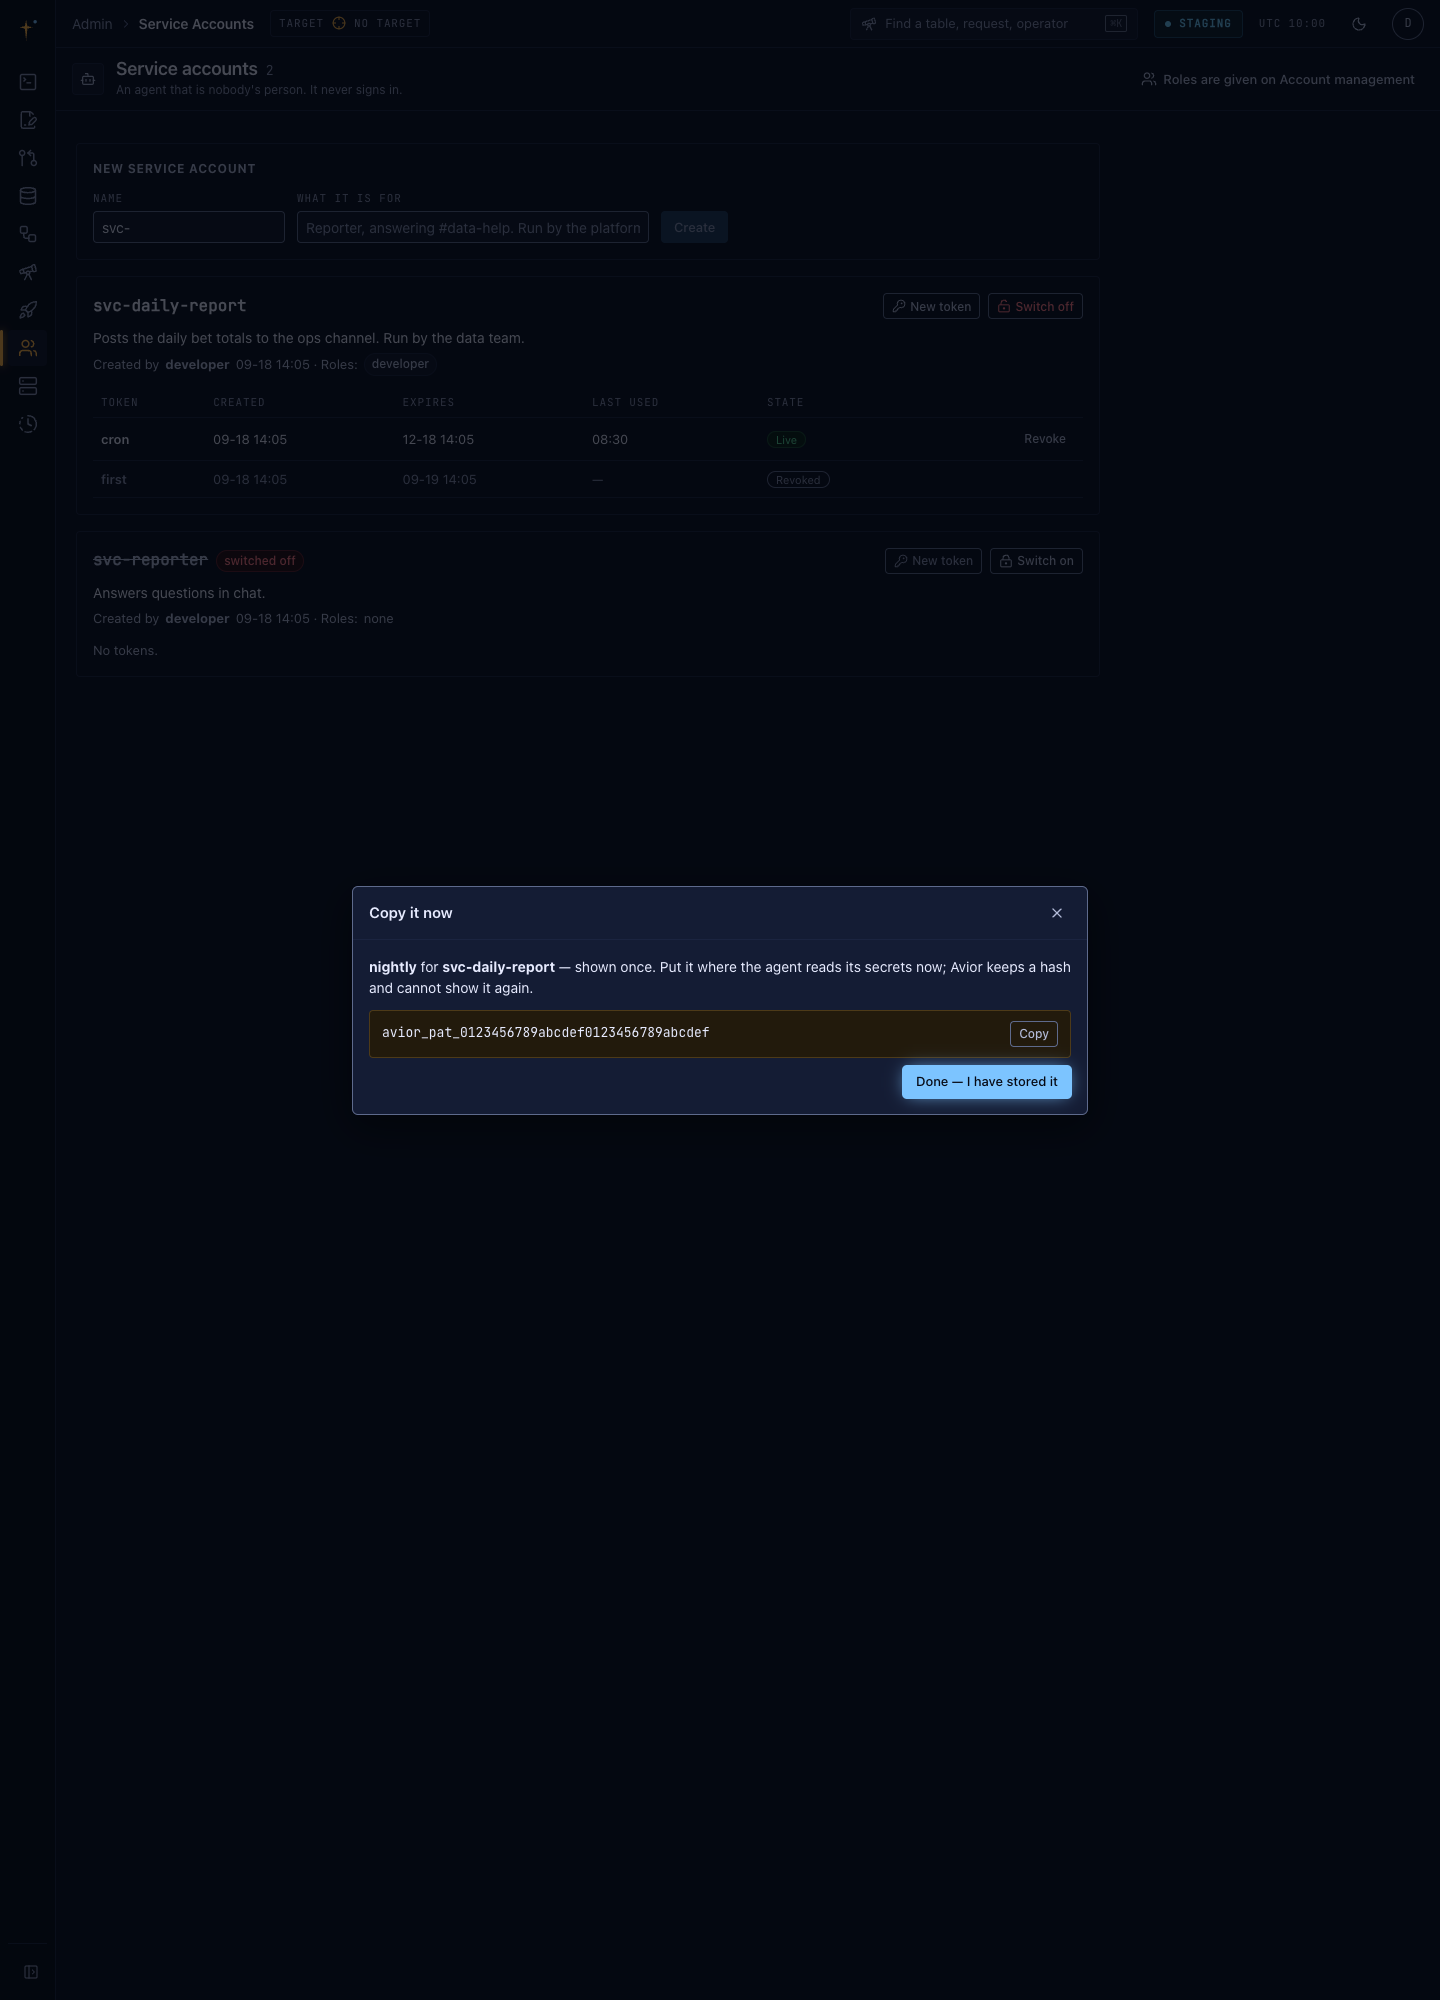 Admin > Service Accounts TARGET NO TARGET Find a table, request, operator ⌘K STAGING UTC 10:00 D
Service accounts 2
An agent that is nobody's person. It never signs in.
Roles are given on Account management
NEW SERVICE ACCOUNT
NAME WHAT IT IS FOR
svc- Reporter, answering #data-help. Run by the platform Create
svc-daily-report New token Switch off
Posts the daily bet totals to the ops channel. Run by the data team.
Created by developer 09-18 14:05 · Roles: developer
TOKEN CREATED EXPIRES LAST USED STATE
cron 09-18 14:05 12-18 14:05 08:30 Live Revoke
first 09-18 14:05 09-19 14:05 — Revoked
svc-reporter switched off New token Switch on
Answers questions in chat.
Created by developer 09-18 14:05 · Roles: none
No tokens.
Copy it now
nightly for svc-daily-report — shown once. Put it where the agent reads its secrets now; Avior keeps a hash
and cannot show it again.
avior_pat_0123456789abcdef0123456789abcdef Copy
Done — I have stored it